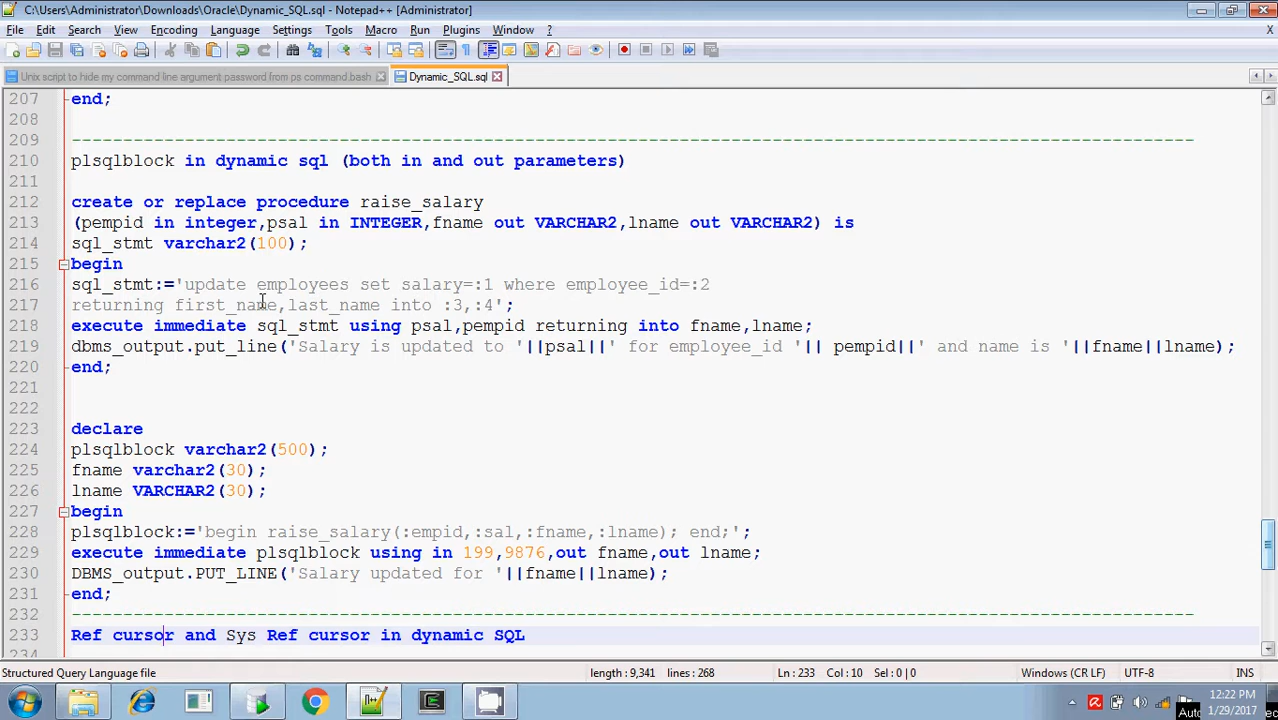 C:\Users\Administrator\Downloads\Oracle\Dynamic_SQL.sql - Notepad++ [Administrator]
File Edit Search View Encoding Language Settings Tools Macro Run Plugins Window ? X
Unix script to hide my command line argument password from ps command.bash Dynamic_SQL.sql
207 end;
208
209 ----------------------------------------------------------------------------------------------------
210 plsqlblock in dynamic sql (both in and out parameters)
211
212 create or replace procedure raise_salary
213 (pempid in integer,psal in INTEGER,fname out VARCHAR2,lname out VARCHAR2) is
214 sql_stmt varchar2(100);
215 begin
216 sql_stmt:='update employees set salary=:1 where employee_id=:2
217 returning first_name,last_name into :3,:4';
218 execute immediate sql_stmt using psal,pempid returning into fname,lname;
219 dbms_output.put_line('Salary is updated to '||psal||' for employee_id '|| pempid||' and name is '||fname||lname);
220 end;
221
222
223 declare
224 plsqlblock varchar2(500);
225 fname varchar2(30);
226 lname VARCHAR2(30);
227 begin
228 plsqlblock:='begin raise_salary(:empid,:sal,:fname,:lname); end;';
229 execute immediate plsqlblock using in 199,9876,out fname,out lname;
230 DBMS_output.PUT_LINE('Salary updated for '||fname||lname);
231 end;
232 ----------------------------------------------------------------------------------------------------
233 Ref cursor and Sys Ref cursor in dynamic SQL
234
Structured Query Language file length : 9,341 lines : 268 Ln : 233 Col : 10 Sel : 0 | 0 Windows (CR LF) UTF-8 INS
12:22 PM
1/29/2017